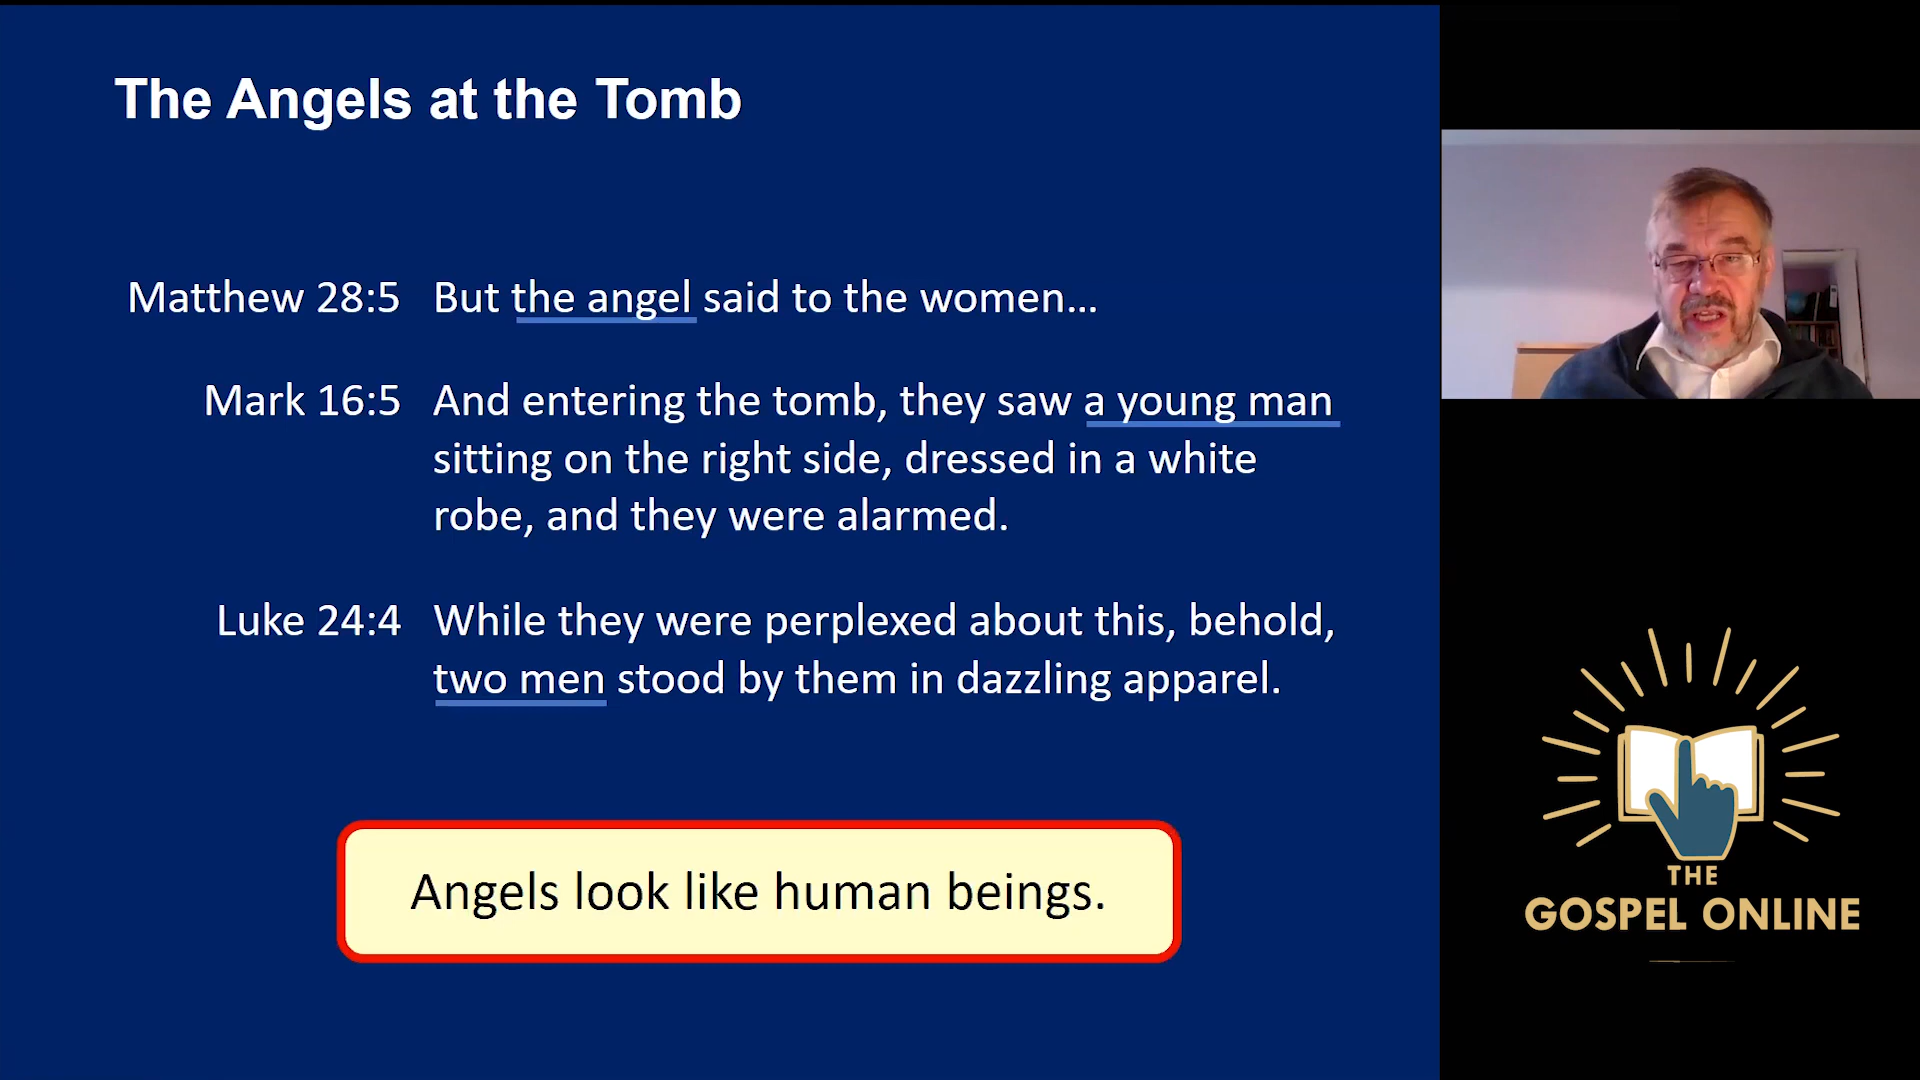 The Angels at the Tomb
Matthew 28:5 But the angel said to the women...
Mark 16:5 And entering the tomb, they saw a young man
sitting on the right side, dressed in a white
robe, and they were alarmed.
Luke 24:4 While they were perplexed about this, behold,
two men stood by them in dazzling apparel.
Angels look like human beings.
THE
GOSPEL ONLINE